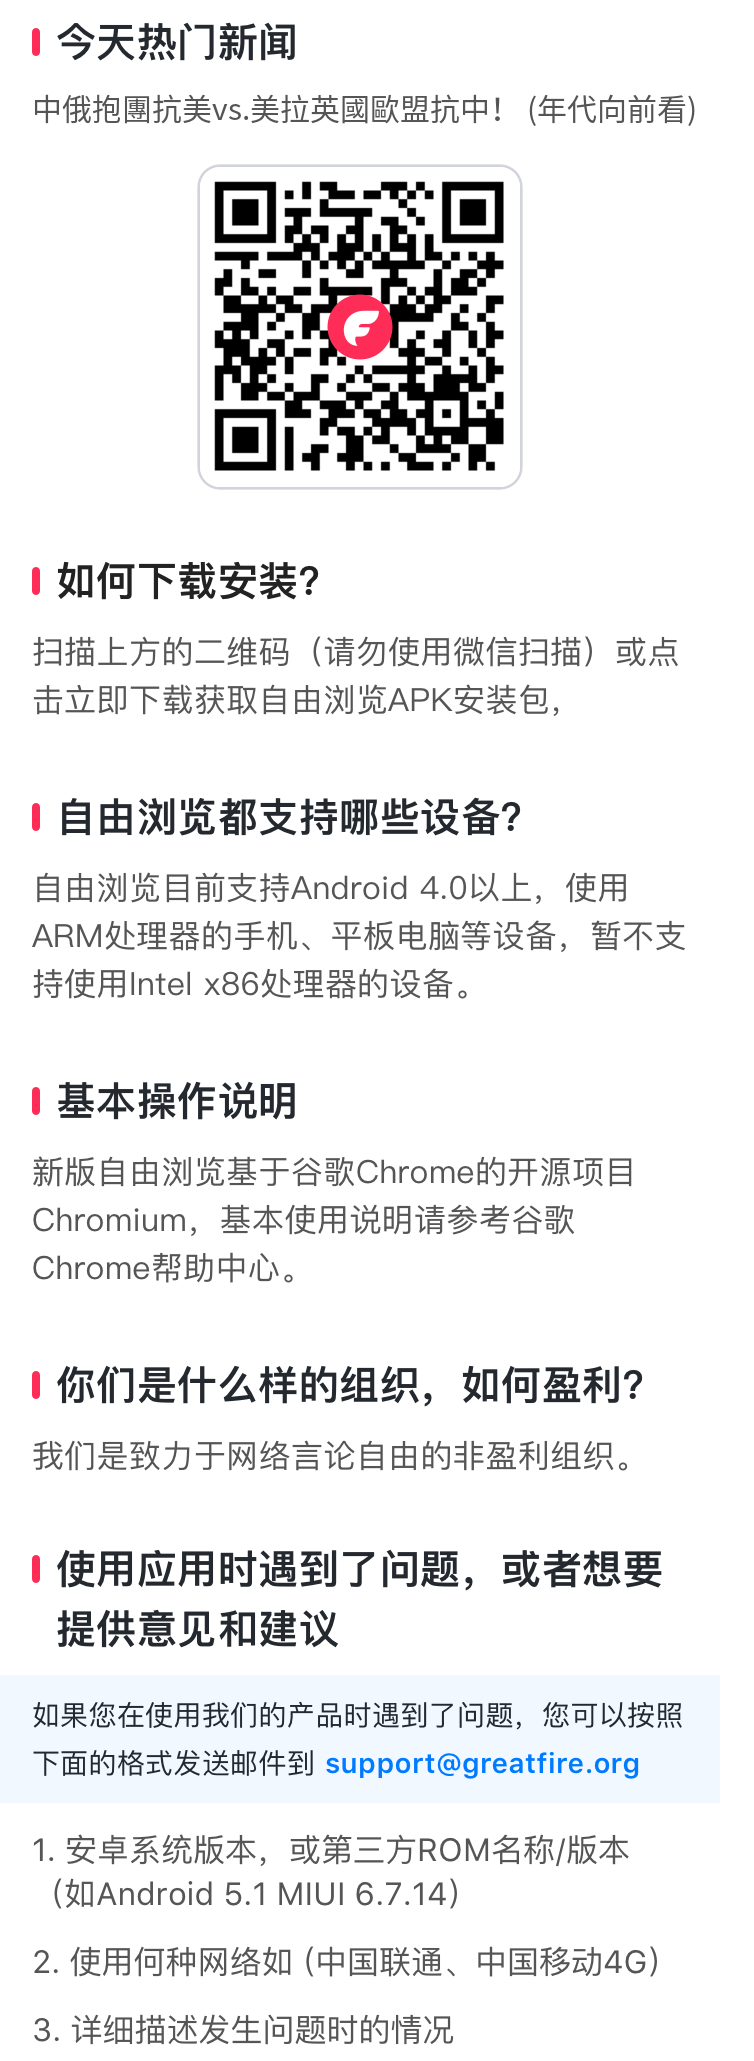 今天热门新闻
中俄抱團抗美vs.美拉英國歐盟抗中！ (年代向前看)
如何下载安装?
扫描上方的二维码（请勿使用微信扫描）或点
击立即下载获取自由浏览APK安装包，
自由浏览都支持哪些设备?
自由浏览目前支持Android 4.0以上，使用
ARM处理器的手机、平板电脑等设备，暂不支
持使用Intel x86处理器的设备。
基本操作说明
新版自由浏览基于谷歌Chrome的开源项目
Chromium，基本使用说明请参考谷歌
Chrome帮助中心。
你们是什么样的组织，如何盈利?
我们是致力于网络言论自由的非盈利组织。
使用应用时遇到了问题，或者想要
提供意见和建议
如果您在使用我们的产品时遇到了问题，您可以按照
下面的格式发送邮件到 support@greatfire.org
1. 安卓系统版本，或第三方ROM名称/版本
（如Android 5.1 MIUI 6.7.14）
2. 使用何种网络如 (中国联通、中国移动4G)
3. 详细描述发生问题时的情况